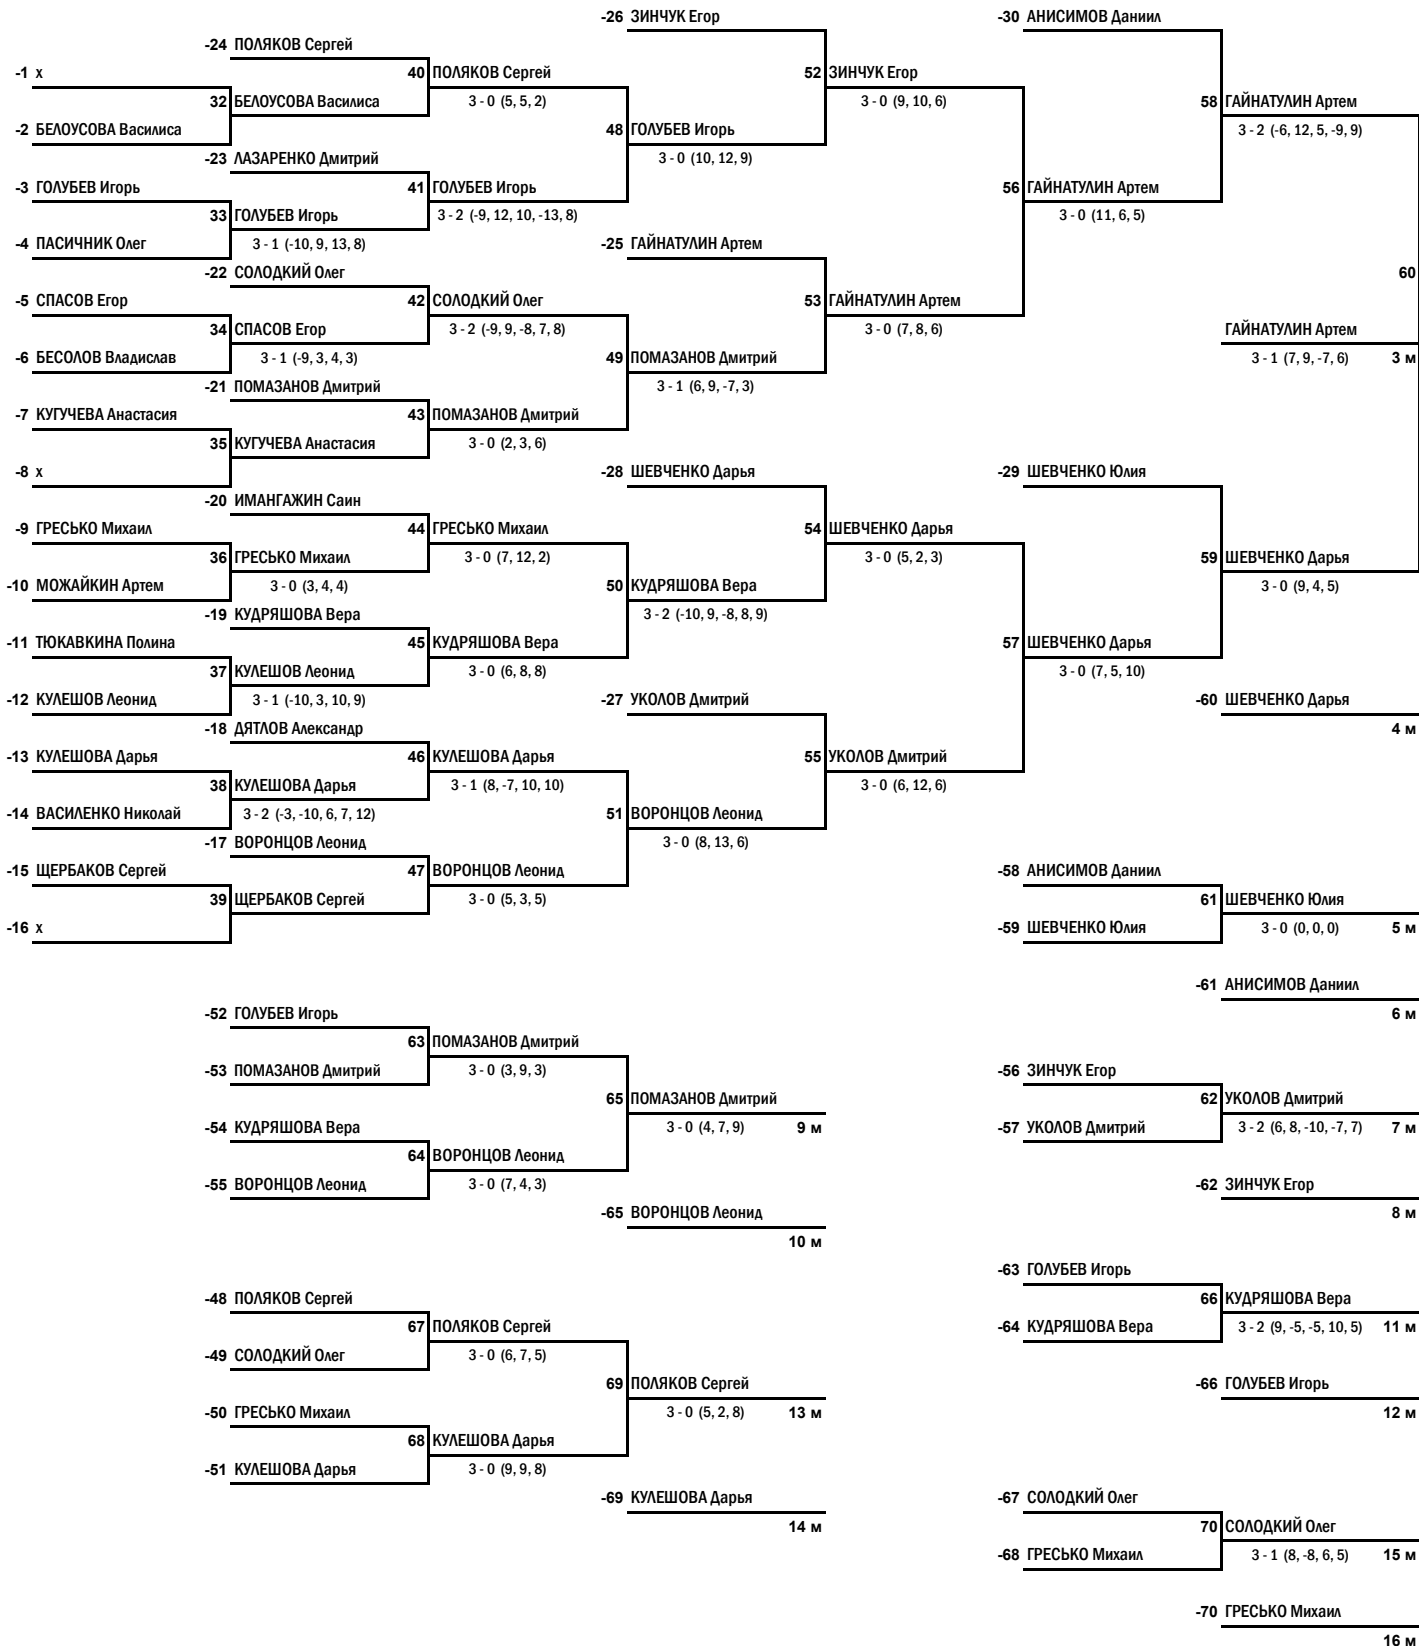 -26 ЗИНЧУК Егор
-30 АНИСИМОВ Даниил
-24 ПОЛЯКОВ Сергей
-1 x
40 ПОЛЯКОВ Сергей
52 ЗИНЧУК Егор
32 БЕЛОУСОВА Василиса
3 - 0 (5, 5, 2)
3 - 0 (9, 10, 6)
58 ГАЙНАТУЛИН Артем
-2 БЕЛОУСОВА Василиса
48 ГОЛУБЕВ Игорь
3 - 2 (-6, 12, 5, -9, 9)
-23 ЛАЗАРЕНКО Дмитрий
3 - 0 (10, 12, 9)
-3 ГОЛУБЕВ Игорь
41 ГОЛУБЕВ Игорь
56 ГАЙНАТУЛИН Артем
33 ГОЛУБЕВ Игорь
3 - 2 (-9, 12, 10, -13, 8)
3 - 0 (11, 6, 5)
-4 ПАСИЧНИК Олег
3 - 1 (-10, 9, 13, 8)
-25 ГАЙНАТУЛИН Артем
-22 СОЛОДКИЙ Олег
60
-5 СПАСОВ Егор
42 СОЛОДКИЙ Олег
53 ГАЙНАТУЛИН Артем
34 СПАСОВ Егор
3 - 2 (-9, 9, -8, 7, 8)
3 - 0 (7, 8, 6)
ГАЙНАТУЛИН Артем
-6 БЕСОЛОВ Владислав
3 - 1 (-9, 3, 4, 3)
49 ПОМАЗАНОВ Дмитрий
3 - 1 (7, 9, -7, 6) 3 м
-21 ПОМАЗАНОВ Дмитрий
3 - 1 (6, 9, -7, 3)
-7 КУГУЧЕВА Анастасия
43 ПОМАЗАНОВ Дмитрий
35 КУГУЧЕВА Анастасия
3 - 0 (2, 3, 6)
-8 x
-28 ШЕВЧЕНКО Дарья
-29 ШЕВЧЕНКО Юлия
-20 ИМАНГАЖИН Саин
-9 ГРЕСЬКО Михаил
44 ГРЕСЬКО Михаил
54 ШЕВЧЕНКО Дарья
36 ГРЕСЬКО Михаил
3 - 0 (7, 12, 2)
3 - 0 (5, 2, 3)
59 ШЕВЧЕНКО Дарья
-10 МОЖАЙКИН Артем
3 - 0 (3, 4, 4)
50 КУДРЯШОВА Вера
3 - 0 (9, 4, 5)
-19 КУДРЯШОВА Вера
3 - 2 (-10, 9, -8, 8, 9)
-11 ТЮКАВКИНА Полина
45 КУДРЯШОВА Вера
57 ШЕВЧЕНКО Дарья
37 КУЛЕШОВ Леонид
3 - 0 (6, 8, 8)
3 - 0 (7, 5, 10)
-12 КУЛЕШОВ Леонид
3 - 1 (-10, 3, 10, 9)
-27 УКОЛОВ Дмитрий
-60 ШЕВЧЕНКО Дарья
-18 ДЯТЛОВ Александр
4 м
-13 КУЛЕШОВА Дарья
46 КУЛЕШОВА Дарья
55 УКОЛОВ Дмитрий
38 КУЛЕШОВА Дарья
3 - 1 (8, -7, 10, 10)
3 - 0 (6, 12, 6)
-14 ВАСИЛЕНКО Николай
3 - 2 (-3, -10, 6, 7, 12)
51 ВОРОНЦОВ Леонид
-17 ВОРОНЦОВ Леонид
3 - 0 (8, 13, 6)
-15 ЩЕРБАКОВ Сергей
47 ВОРОНЦОВ Леонид
-58 АНИСИМОВ Даниил
39 ЩЕРБАКОВ Сергей
3 - 0 (5, 3, 5)
61 ШЕВЧЕНКО Юлия
-16 x
-59 ШЕВЧЕНКО Юлия
3 - 0 (0, 0, 0) 5 м
-61 АНИСИМОВ Даниил
-52 ГОЛУБЕВ Игорь
6 м
63 ПОМАЗАНОВ Дмитрий
-53 ПОМАЗАНОВ Дмитрий
3 - 0 (3, 9, 3)
-56 ЗИНЧУК Егор
65 ПОМАЗАНОВ Дмитрий
62 УКОЛОВ Дмитрий
-54 КУДРЯШОВА Вера
3 - 0 (4, 7, 9) 9 м
-57 УКОЛОВ Дмитрий
3 - 2 (6, 8, -10, -7, 7) 7 м
64 ВОРОНЦОВ Леонид
-55 ВОРОНЦОВ Леонид
3 - 0 (7, 4, 3)
-62 ЗИНЧУК Егор
-65 ВОРОНЦОВ Леонид
8 м
10 м
-63 ГОЛУБЕВ Игорь
-48 ПОЛЯКОВ Сергей
66 КУДРЯШОВА Вера
67 ПОЛЯКОВ Сергей
-64 КУДРЯШОВА Вера
3 - 2 (9, -5, -5, 10, 5) 11 м
-49 СОЛОДКИЙ Олег
3 - 0 (6, 7, 5)
69 ПОЛЯКОВ Сергей
-66 ГОЛУБЕВ Игорь
-50 ГРЕСЬКО Михаил
3 - 0 (5, 2, 8) 13 м
12 м
68 КУЛЕШОВА Дарья
-51 КУЛЕШОВА Дарья
3 - 0 (9, 9, 8)
-69 КУЛЕШОВА Дарья
-67 СОЛОДКИЙ Олег
14 м
70 СОЛОДКИЙ Олег
-68 ГРЕСЬКО Михаил
3 - 1 (8, -8, 6, 5) 15 м
-70 ГРЕСЬКО Михаил
16 м